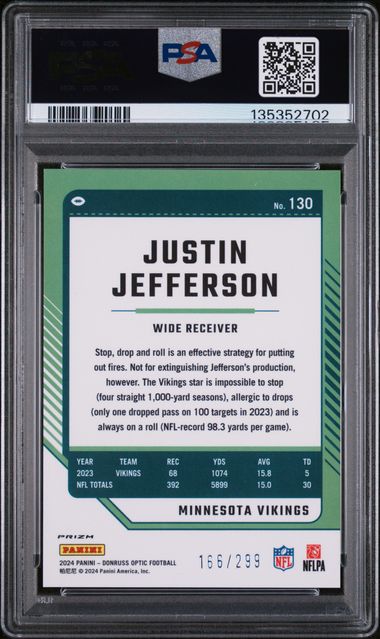 PSA
135352702
No. 130
JUSTIN
JEFFERSON
WIDE RECEIVER
Stop, drop and roll is an effective strategy for putting
out fires. Not for extinguishing Jefferson's production,
however. The Vikings star is impossible to stop
(four straight 1,000-yard seasons), allergic to drops
(only one dropped pass on 100 targets in 2023) and is
always on a roll (NFL-record 98.3 yards per game).
YEAR TEAM REC YDS AVG TD
2023 VIKINGS 68 1074 15.8 5
NFL TOTALS 392 5899 15.0 30
MINNESOTA VIKINGS
PRIZM
PANINI
2024 PANINI – DONRUSS OPTIC FOOTBALL
帕尼尼 © 2024 Panini America, Inc.
166/299
NFL
NFLPA